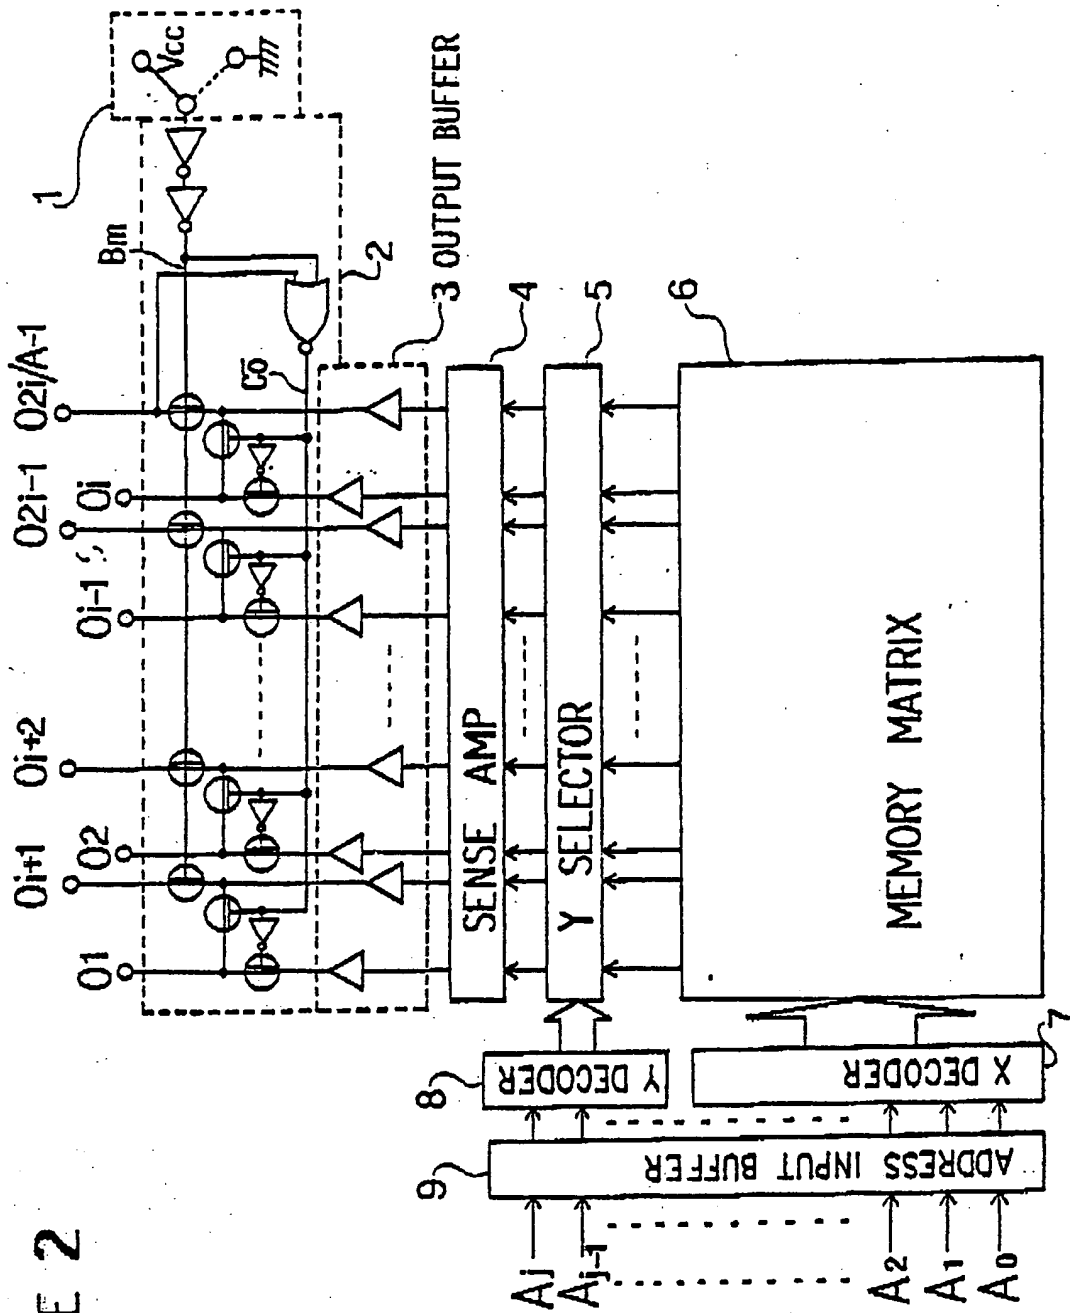 E 2
O1
Oi+1
O2
Oi+2
Oi-1
O2i-1
Oi
O2i/A-1
Bm
1
Vcc
2
C̅o̅
3 OUTPUT BUFFER
SENSE AMP
4
Y SELECTOR
5
MEMORY MATRIX
6
Y DECODER
8
X DECODER
7
ADDRESS INPUT BUFFER
9
Aj
Aj-1
A2
A1
A0